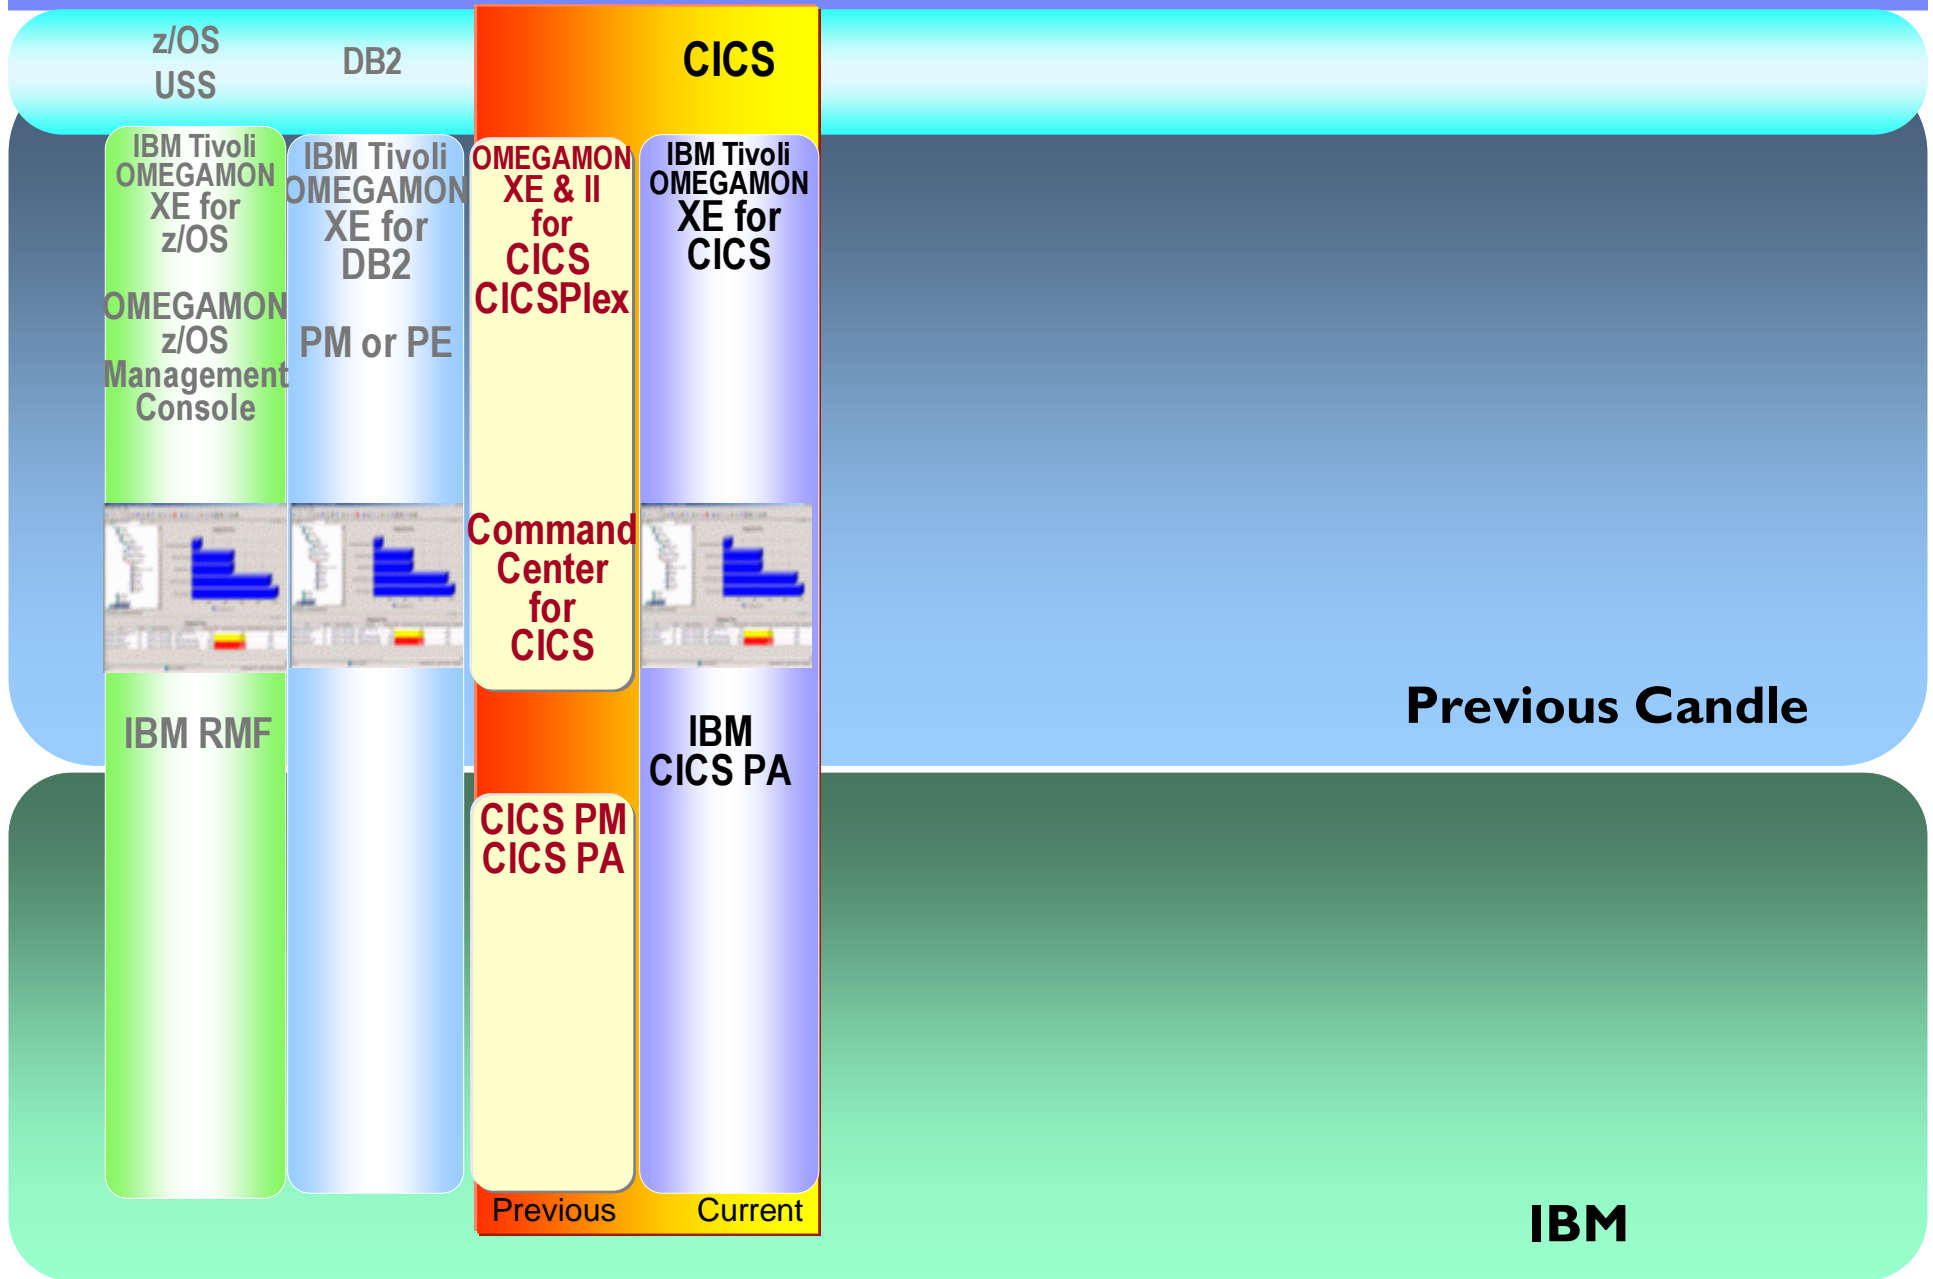 z/OS
USS
DB2
CICS
IBM Tivoli
OMEGAMON
XE for
z/OS
OMEGAMON
z/OS
Management
Console
IBM RMF
IBM Tivoli
OMEGAMON
XE for
DB2
PM or PE
OMEGAMON
XE & II
for
CICS
CICSPlex
Command
Center
for
CICS
CICS PM
CICS PA
Previous
IBM Tivoli
OMEGAMON
XE for
CICS
IBM
CICS PA
Current
Previous Candle
IBM